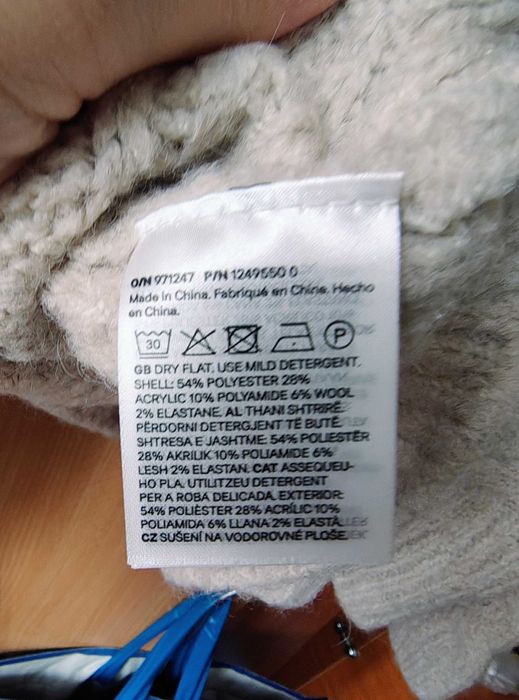 O/N 971247 P/N 1249550 0
Made in China. Fabriqué en Chine. Hecho
en China.
30 P
GB DRY FLAT. USE MILD DETERGENT.
SHELL: 54% POLYESTER 28%
ACRYLIC 10% POLYAMIDE 6% WOOL
2% ELASTANE. AL THANI SHTRIRË.
PËRDORNI DETERGJENT TË BUTË.
SHTRESA E JASHTME: 54% POLIESTËR
28% AKRILIK 10% POLIAMIDE 6%
LESH 2% ELASTAN. CAT ASSEQUEU-
HO PLA. UTILITZEU DETERGENT
PER A ROBA DELICADA. EXTERIOR:
54% POLIÈSTER 28% ACRÍLIC 10%
POLIAMIDA 6% LLANA 2% ELASTÀ.
CZ SUŠENÍ NA VODOROVNÉ PLOŠE.